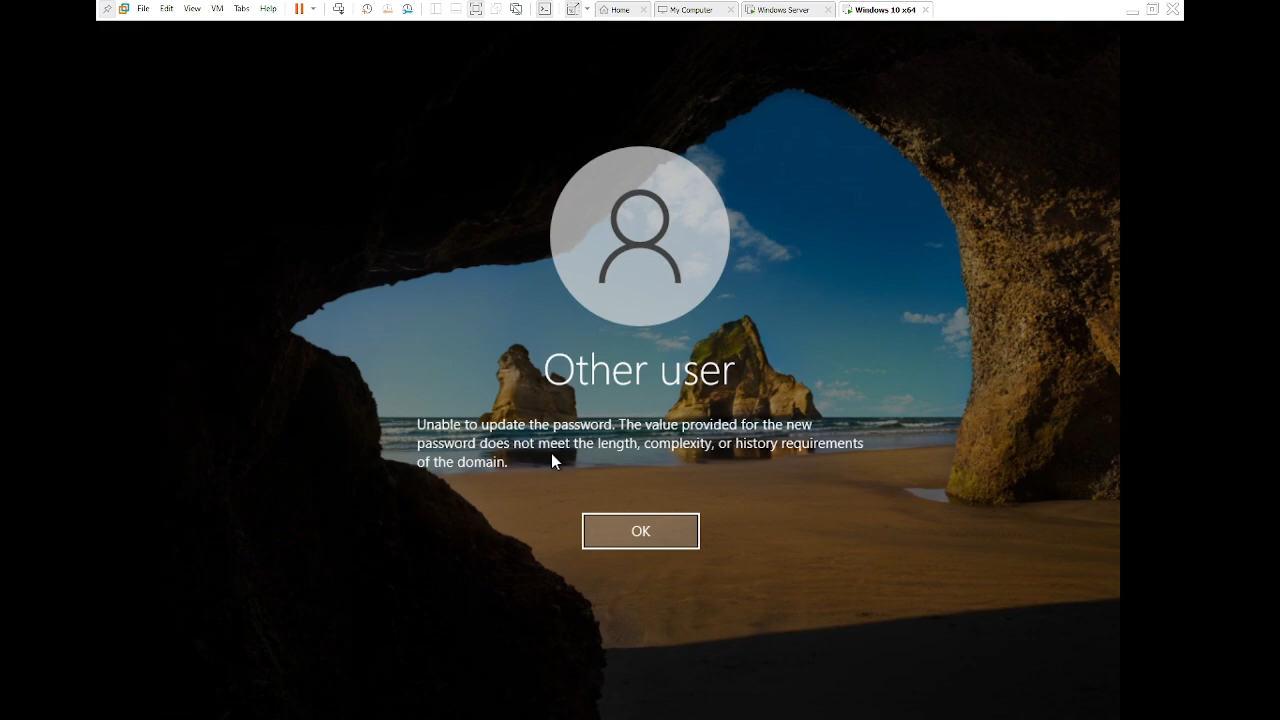 File Edit View VM Tabs Help Home My Computer Windows Server Windows 10 x64
Other user
Unable to update the password. The value provided for the new
password does not meet the length, complexity, or history requirements
of the domain.
OK